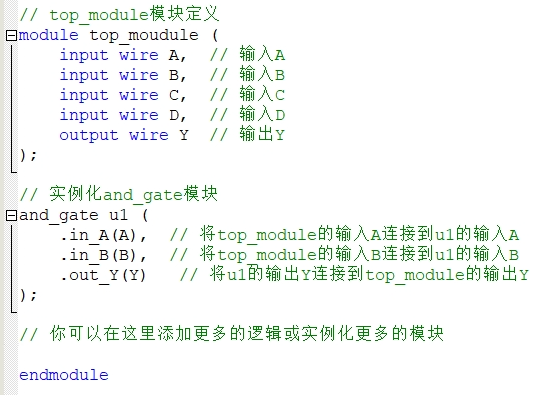 // top_module模块定义
module top_moudule (
    input wire A,  // 输入A
    input wire B,  // 输入B
    input wire C,  // 输入C
    input wire D,  // 输入D
    output wire Y  // 输出Y
);
// 实例化and_gate模块
and_gate u1 (
    .in_A(A),  // 将top_module的输入A连接到u1的输入A
    .in_B(B),  // 将top_module的输入B连接到u1的输入B
    .out_Y(Y)   // 将u1的输出Y连接到top_module的输出Y
);
// 你可以在这里添加更多的逻辑或实例化更多的模块
endmodule